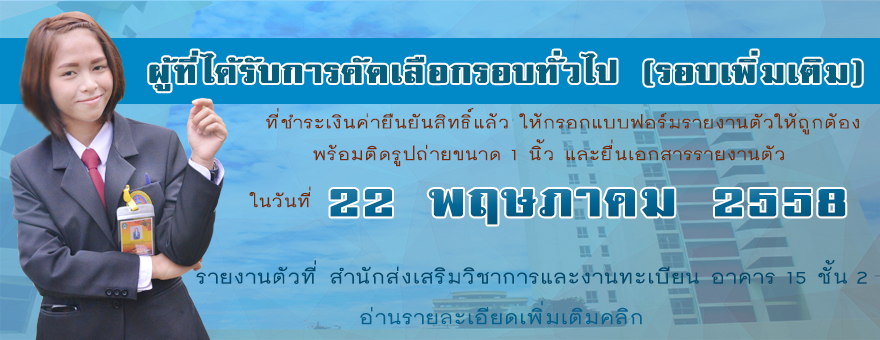 ผู้ที่ได้รับการคัดเลือกรอบทั่วไป (รอบเพิ่มเติม)
ที่ชำระเงินค่ายืนยันสิทธิ์แล้ว ให้กรอกแบบฟอร์มรายงานตัวให้ถูกต้อง
พร้อมติดรูปถ่ายขนาด 1 นิ้ว และยื่นเอกสารรายงานตัว
ในวันที่ 22 พฤษภาคม 2558
รายงานตัวที่ สำนักส่งเสริมวิชาการและงานทะเบียน อาคาร 15 ชั้น 2
อ่านรายละเอียดเพิ่มเติมคลิก